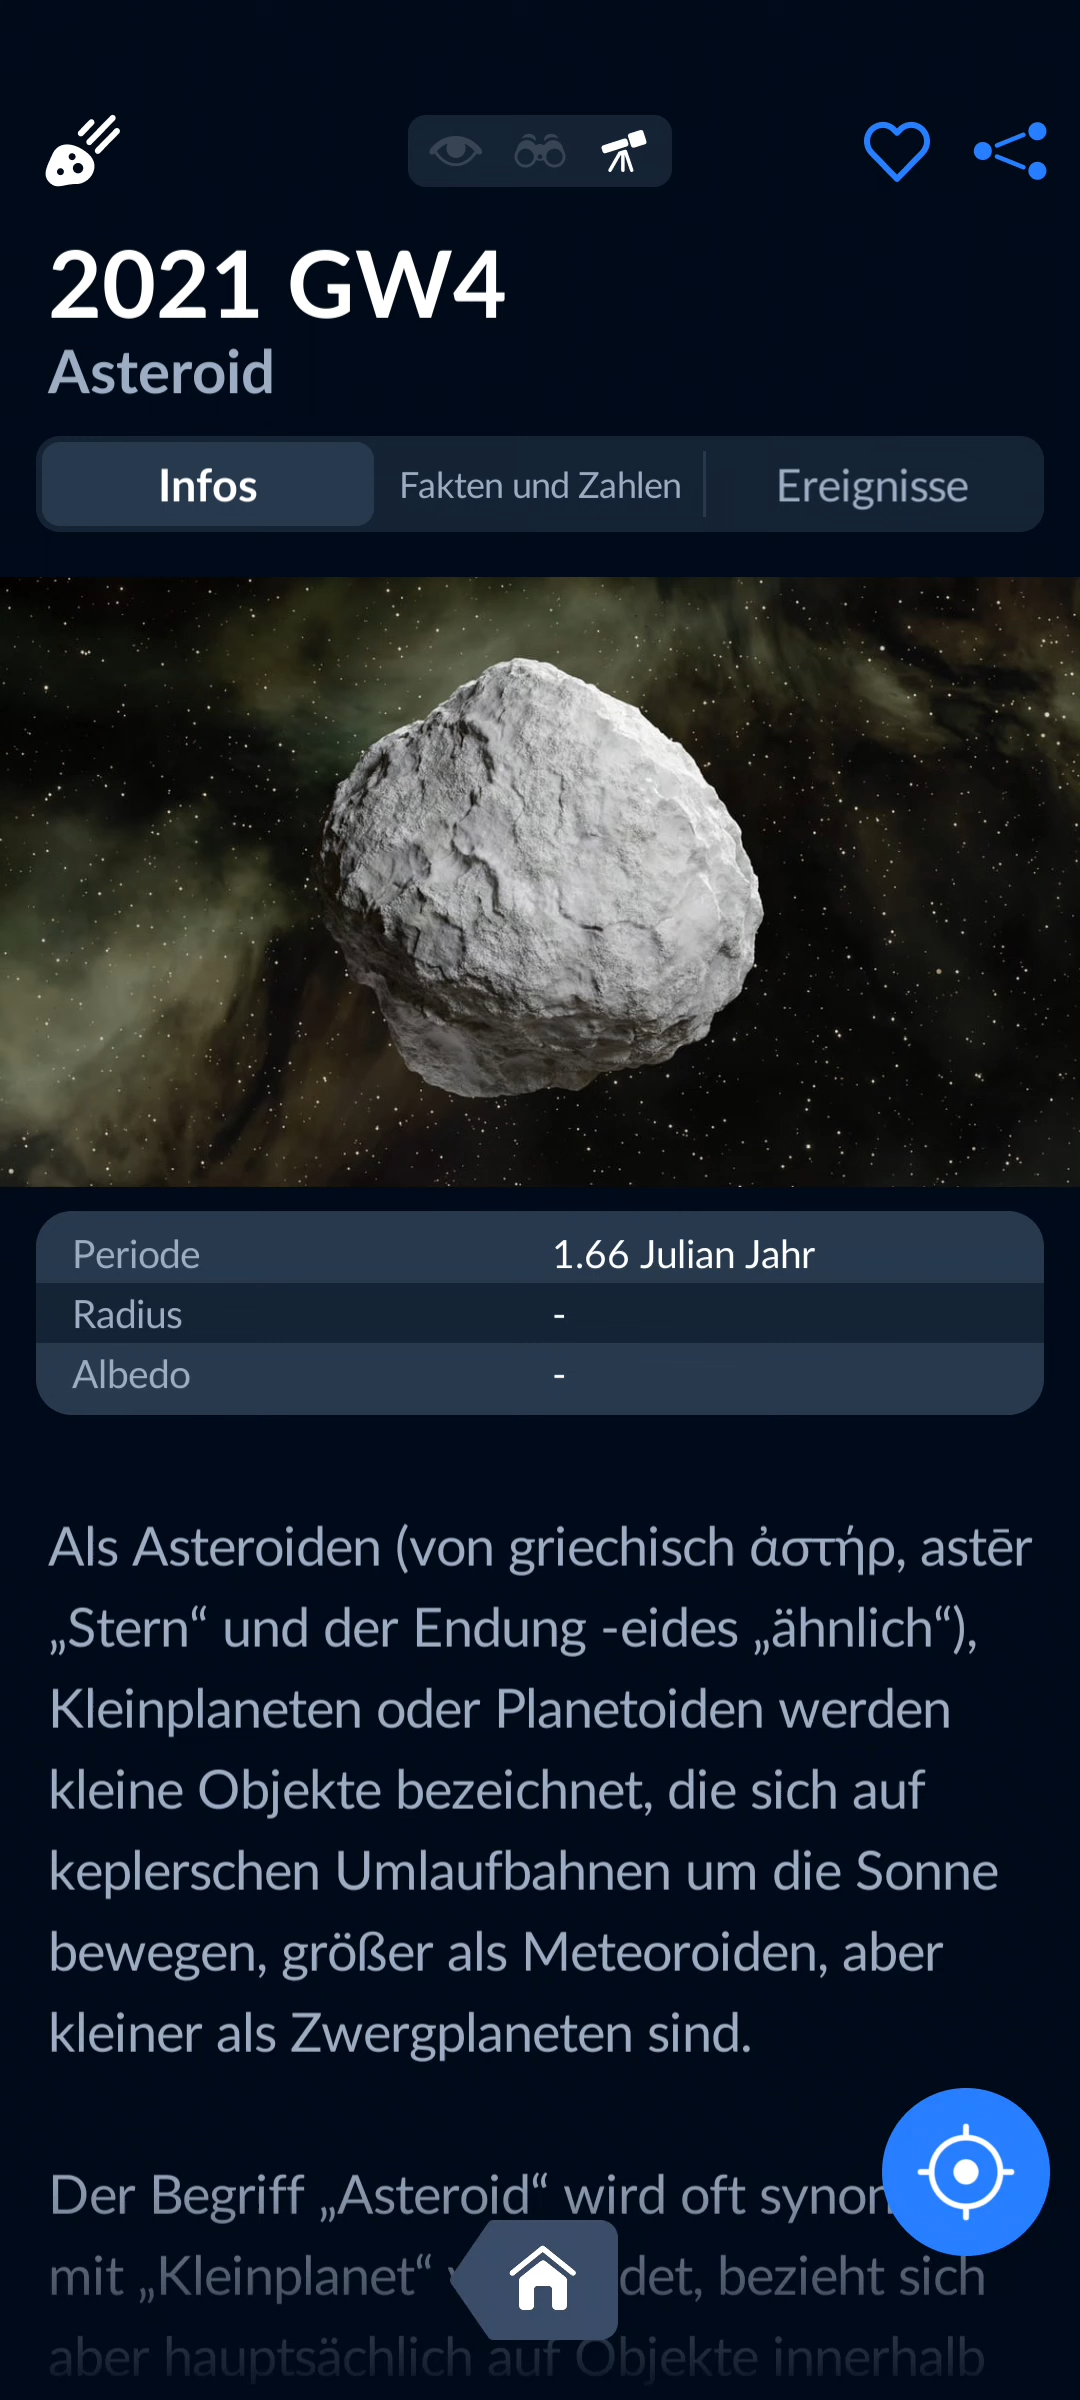 2021 GW4
Asteroid
Infos
Fakten und Zahlen
Ereignisse
Periode 1.66 Julian Jahr
Radius -
Albedo -
Als Asteroiden (von griechisch ἀστήρ, astēr
„Stern“ und der Endung -eides „ähnlich“),
Kleinplaneten oder Planetoiden werden
kleine Objekte bezeichnet, die sich auf
keplerschen Umlaufbahnen um die Sonne
bewegen, größer als Meteoroiden, aber
kleiner als Zwergplaneten sind.
Der Begriff „Asteroid“ wird oft
mit „Kleinplanet“ bezieht sich
aber hauptsächlich auf Objekte innerhalb